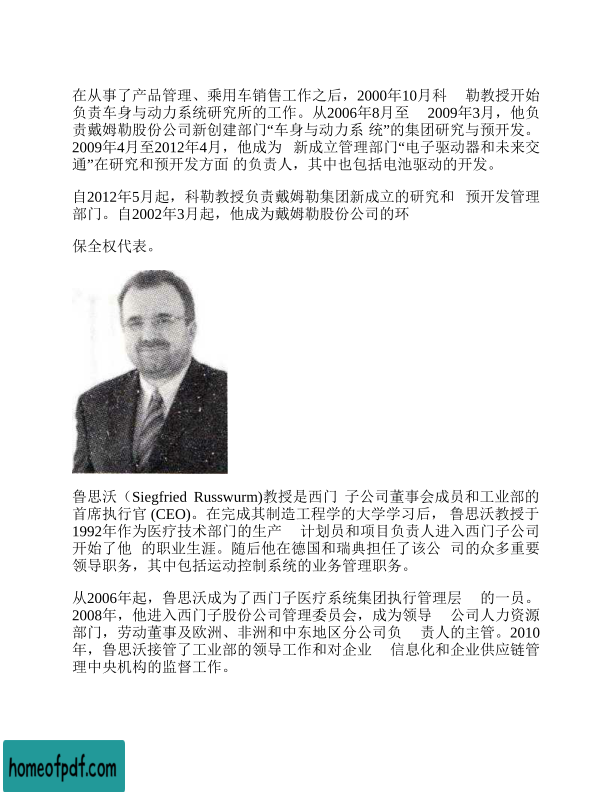 在从事了产品管理、乘用车销售工作之后，2000年10月科 勒教授开始
负责车身与动力系统研究所的工作。从2006年8月至 2009年3月，他负
责戴姆勒股份公司新创建部门“车身与动力系 统”的集团研究与预开发。
2009年4月至2012年4月，他成为 新成立管理部门“电子驱动器和未来交
通”在研究和预开发方面 的负责人，其中也包括电池驱动的开发。
自2012年5月起，科勒教授负责戴姆勒集团新成立的研究和 预开发管理
部门。自2002年3月起，他成为戴姆勒股份公司的环
保全权代表。
鲁思沃（Siegfried Russwurm)教授是西门 子公司董事会成员和工业部的
首席执行官 (CEO)。在完成其制造工程学的大学学习后， 鲁思沃教授于
1992年作为医疗技术部门的生产 计划员和项目负责人进入西门子公司
开始了他 的职业生涯。随后他在德国和瑞典担任了该公 司的众多重要
领导职务，其中包括运动控制系统的业务管理职务。
从2006年起，鲁思沃成为了西门子医疗系统集团执行管理层 的一员。
2008年，他进入西门子股份公司管理委员会，成为领导 公司人力资源
部门，劳动董事及欧洲、非洲和中东地区分公司负 责人的主管。2010
年，鲁思沃接管了工业部的领导工作和对企业 信息化和企业供应链管
理中央机构的监督工作。
homeofpdf.com